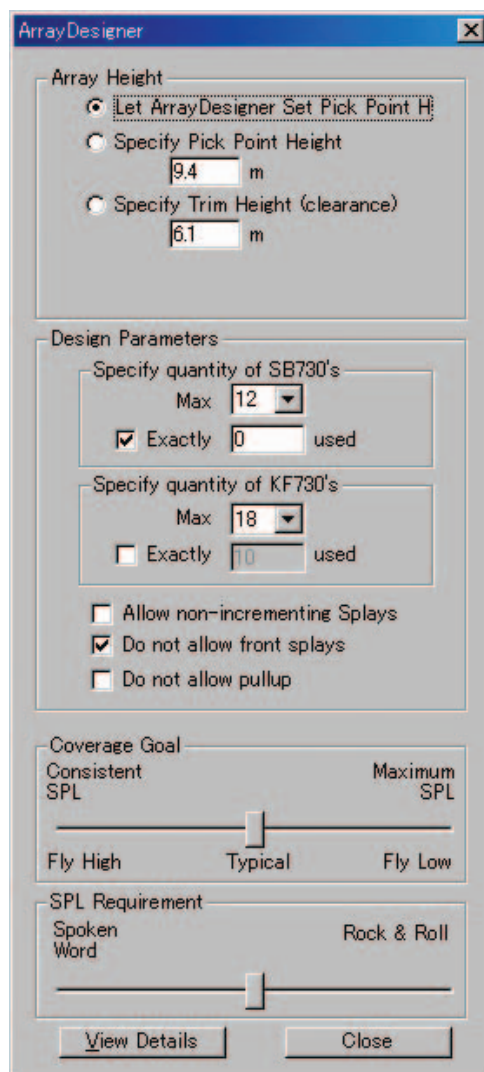 ArrayDesigner
Array Height
Let ArrayDesigner Set Pick Point H
Specify Pick Point Height
9.4 m
Specify Trim Height (clearance)
6.1 m
Design Parameters
Specify quantity of SB730's
Max 12
Exactly 0 used
Specify quantity of KF730's
Max 18
Exactly 10 used
Allow non-incrementing Splays
Do not allow front splays
Do not allow pullup
Coverage Goal
Consistent SPL Maximum SPL
Fly High Typical Fly Low
SPL Requirement
Spoken Word Rock & Roll
View Details Close